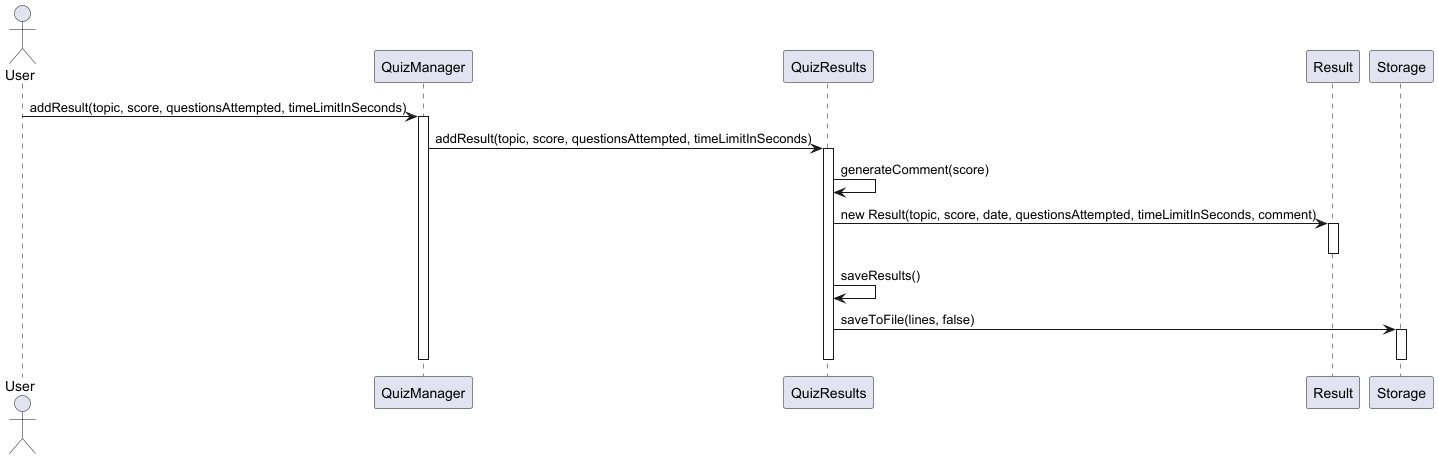 User
QuizManager
QuizResults
Result
Storage
addResult(topic, score, questionsAttempted, timeLimitInSeconds)
addResult(topic, score, questionsAttempted, timeLimitInSeconds)
generateComment(score)
new Result(topic, score, date, questionsAttempted, timeLimitInSeconds, comment)
saveResults()
saveToFile(lines, false)
User
QuizManager
QuizResults
Result
Storage